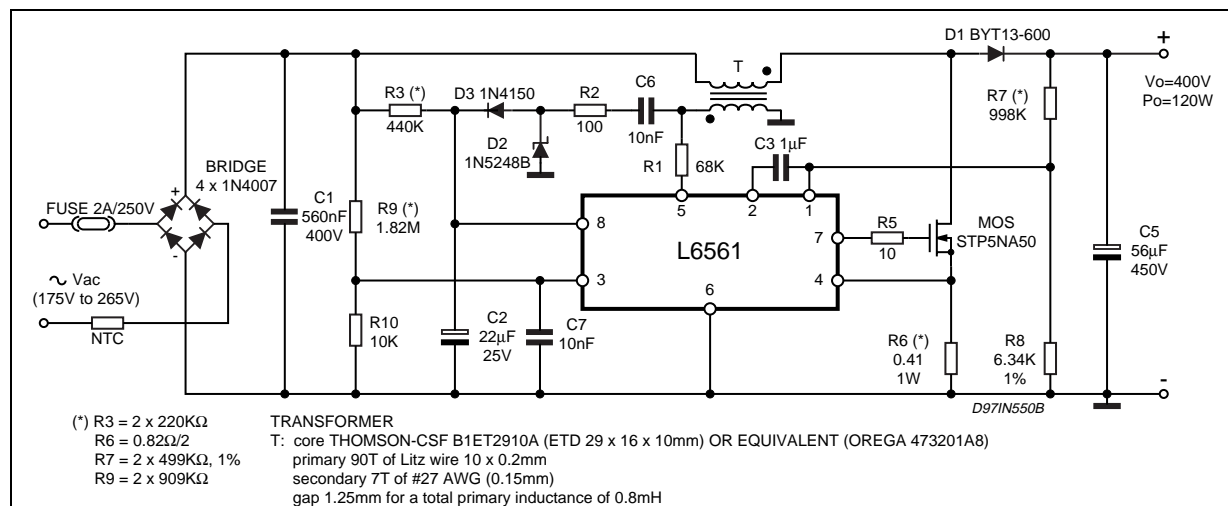 D1 BYT13-600
+
T
C6
R3 (*)
D3 1N4150
R2
R7 (*)
Vo=400V
Po=120W
440K
100
10nF
998K
D2
1N5248B
C3 1µF
BRIDGE
4 x 1N4007
R1
68K
+
C1
560nF
400V
R9 (*)
1.82M
FUSE 2A/250V
5
2
1
8
R5
MOS
STP5NA50
7
L6561
10
C5
56µF
450V
-
Vac
(175V to 265V)
3
4
6
NTC
R10
10K
C2
22µF
25V
C7
10nF
R6 (*)
0.41
1W
R8
6.34K
1%
-
D97IN550B
(*) R3 = 2 x 220KΩ
R6 = 0.82Ω/2
R7 = 2 x 499KΩ, 1%
R9 = 2 x 909KΩ
TRANSFORMER
T: core THOMSON-CSF B1ET2910A (ETD 29 x 16 x 10mm) OR EQUIVALENT (OREGA 473201A8)
primary 90T of Litz wire 10 x 0.2mm
secondary 7T of #27 AWG (0.15mm)
gap 1.25mm for a total primary inductance of 0.8mH